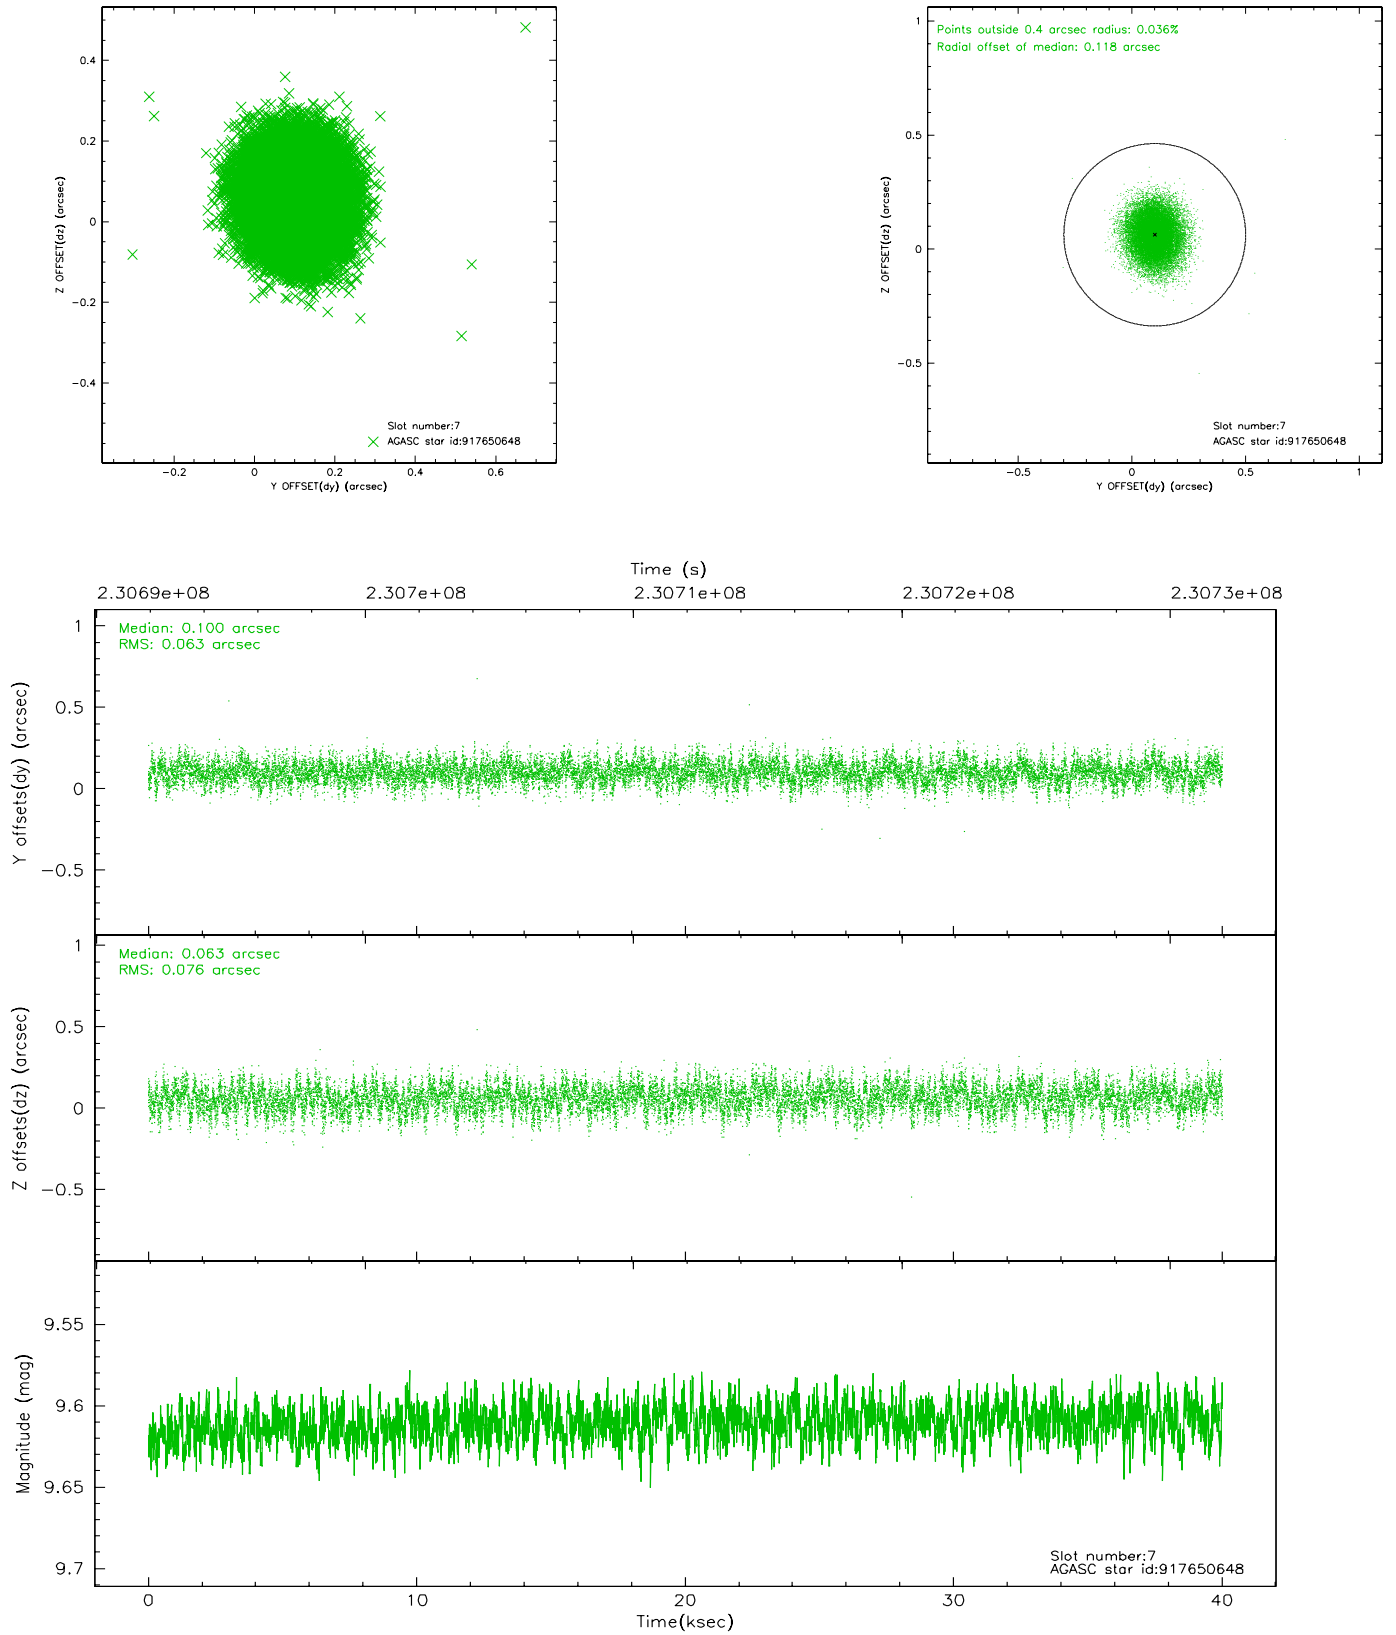 0.4
0.2
0
−0.2
−0.4
Z OFFSET(dz) (arcsec)
Slot number:7
AGASC star id:917650648
−0.2 0 0.2 0.4 0.6
Y OFFSET(dy) (arcsec)
Points outside 0.4 arcsec radius: 0.036%
Radial offset of median: 0.118 arcsec
1
0.5
0
−0.5
Z OFFSET(dz) (arcsec)
Slot number:7
AGASC star id:917650648
−0.5 0 0.5 1
Y OFFSET(dy) (arcsec)
Time (s)
2.3069e+08 2.307e+08 2.3071e+08 2.3072e+08 2.3073e+08
Median: 0.100 arcsec
RMS: 0.063 arcsec
1
0.5
0
−0.5
Y offsets(dy) (arcsec)
Median: 0.063 arcsec
RMS: 0.076 arcsec
1
0.5
0
−0.5
Z offsets(dz) (arcsec)
9.55
9.6
9.65
9.7
Magnitude (mag)
Slot number:7
AGASC star id:917650648
0 10 20 30 40
Time(ksec)